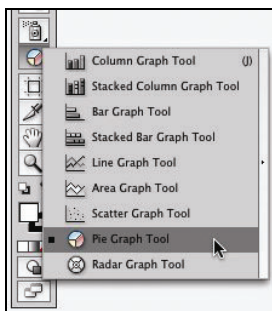 Column Graph Tool (J)
Stacked Column Graph Tool
Bar Graph Tool
Stacked Bar Graph Tool
Line Graph Tool
Area Graph Tool
Scatter Graph Tool
Pie Graph Tool
Radar Graph Tool